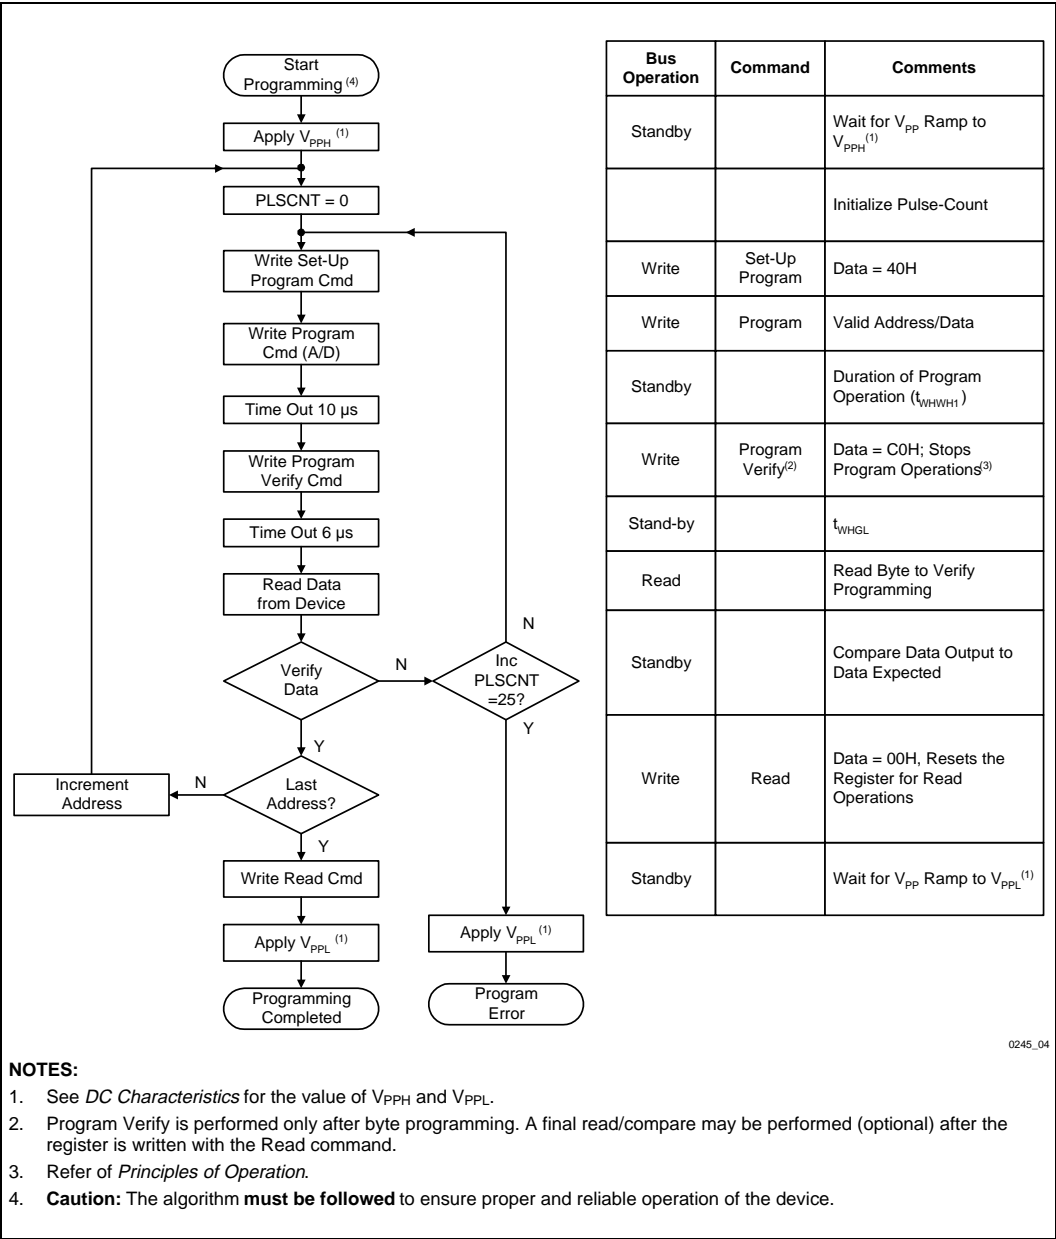 Start
Programming (4)
Apply VPPH (1)
PLSCNT = 0
Write Set-Up
Program Cmd
Write Program
Cmd (A/D)
Time Out 10 µs
Write Program
Verify Cmd
Time Out 6 µs
Read Data
from Device
Verify
Data
N
Inc
PLSCNT
=25?
N
Y
Y
Last
Address?
N
Increment
Address
Y
Write Read Cmd
Apply VPPL (1)
Programming
Completed
Apply VPPL (1)
Program
Error
Bus
Operation
Command
Comments
Standby
Wait for VPP Ramp to
VPPH(1)
Initialize Pulse-Count
Write
Set-Up
Program
Data = 40H
Write
Program
Valid Address/Data
Standby
Duration of Program
Operation (tWHWH1)
Write
Program
Verify(2)
Data = C0H; Stops
Program Operations(3)
Stand-by
tWHGL
Read
Read Byte to Verify
Programming
Standby
Compare Data Output to
Data Expected
Write
Read
Data = 00H, Resets the
Register for Read
Operations
Standby
Wait for VPP Ramp to VPPL(1)
0245_04
NOTES:
1. See DC Characteristics for the value of VPPH and VPPL.
2. Program Verify is performed only after byte programming. A final read/compare may be performed (optional) after the
register is written with the Read command.
3. Refer of Principles of Operation.
4. Caution: The algorithm must be followed to ensure proper and reliable operation of the device.